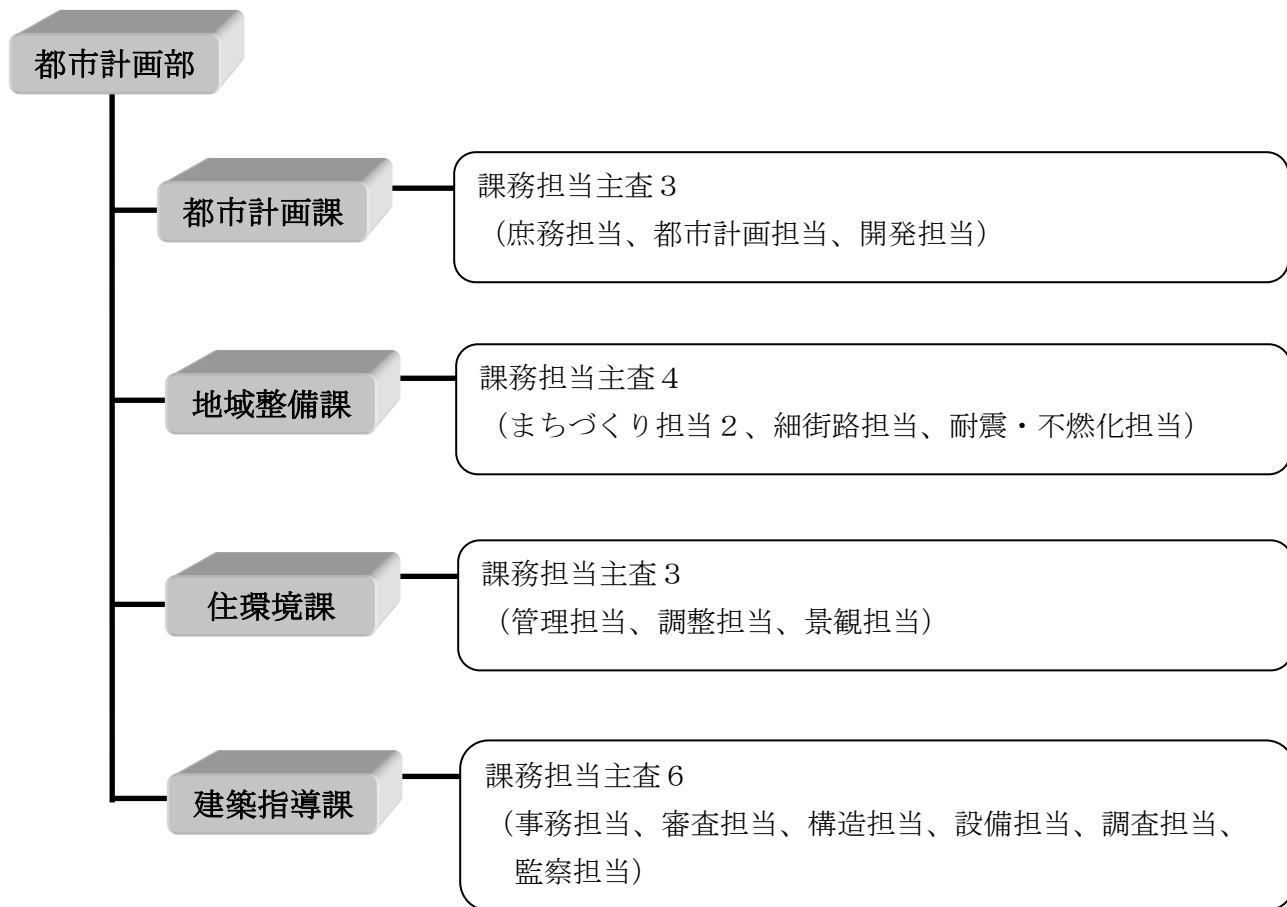 都市計画部
都市計画課
課務担当主査3
（庶務担当、都市計画担当、開発担当）
地域整備課
課務担当主査4
（まちづくり担当２、細街路担当、耐震・不燃化担当）
住環境課
課務担当主査３
（管理担当、調整担当、景観担当）
建築指導課
課務担当主査６
（事務担当、審査担当、構造担当、設備担当、調査担当、
監察担当）